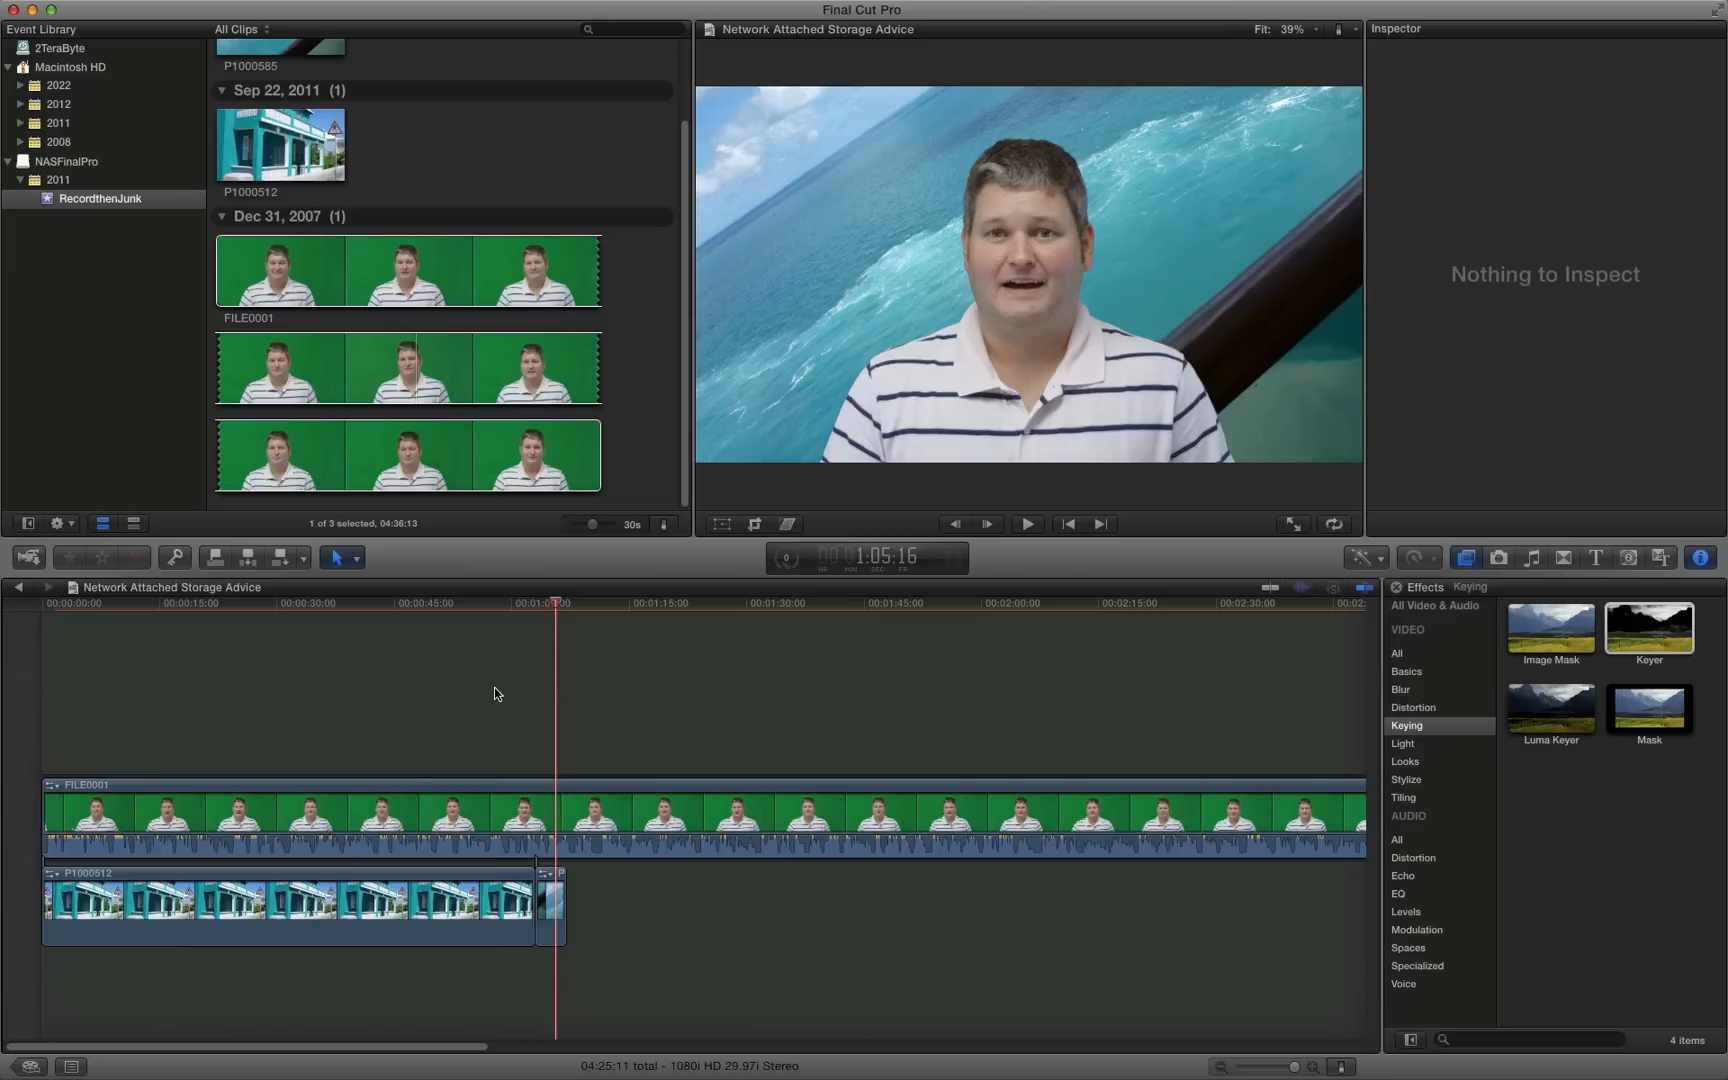 Final Cut Pro
Event Library
All Clips
Network Attached Storage Advice
Fit: 39%
Inspector
2TeraByte
Macintosh HD
2022
2012
2011
2008
NASFinalPro
2011
RecordthenJunk
P1000585
Sep 22, 2011 (1)
P1000512
Dec 31, 2007 (1)
FILE0001
Nothing to Inspect
1 of 3 selected, 04:36:13
30s
1:05:16
HR MIN SEC FR
Network Attached Storage Advice
00:00:00:00 00:00:15:00 00:00:30:00 00:00:45:00 00:01:15:00 00:01:30:00 00:01:45:00 00:02:00:00 00:02:15:00 00:02:30:00 00:02:
FILE0001
P1000512
P
Effects Keying
All Video & Audio
VIDEO
All
Basics
Blur
Distortion
Keying
Light
Looks
Stylize
Tiling
AUDIO
All
Distortion
Echo
EQ
Levels
Modulation
Spaces
Specialized
Voice
Image Mask
Keyer
Luma Keyer
Mask
4 items
04:25:11 total - 1080i HD 29.97i Stereo